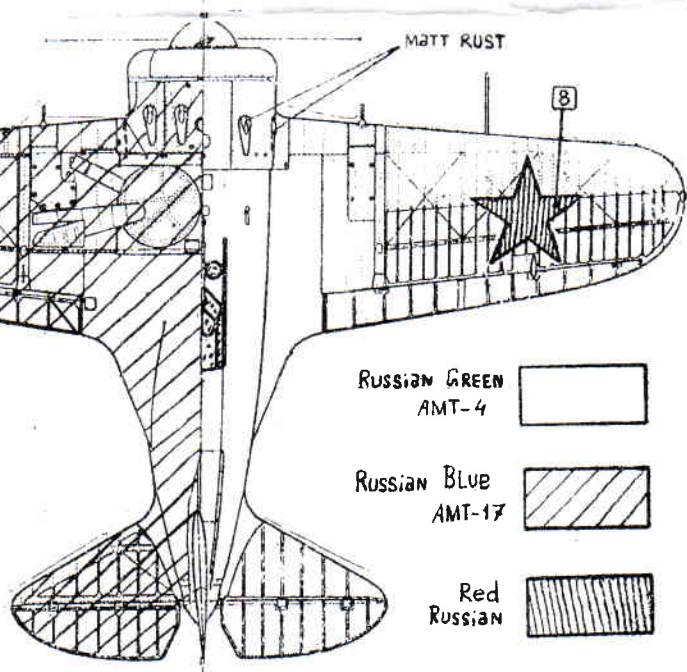 MATT RUST
8
Russian GREEN
AMT-4
Russian BLUE
AMT-17
Red
Russian